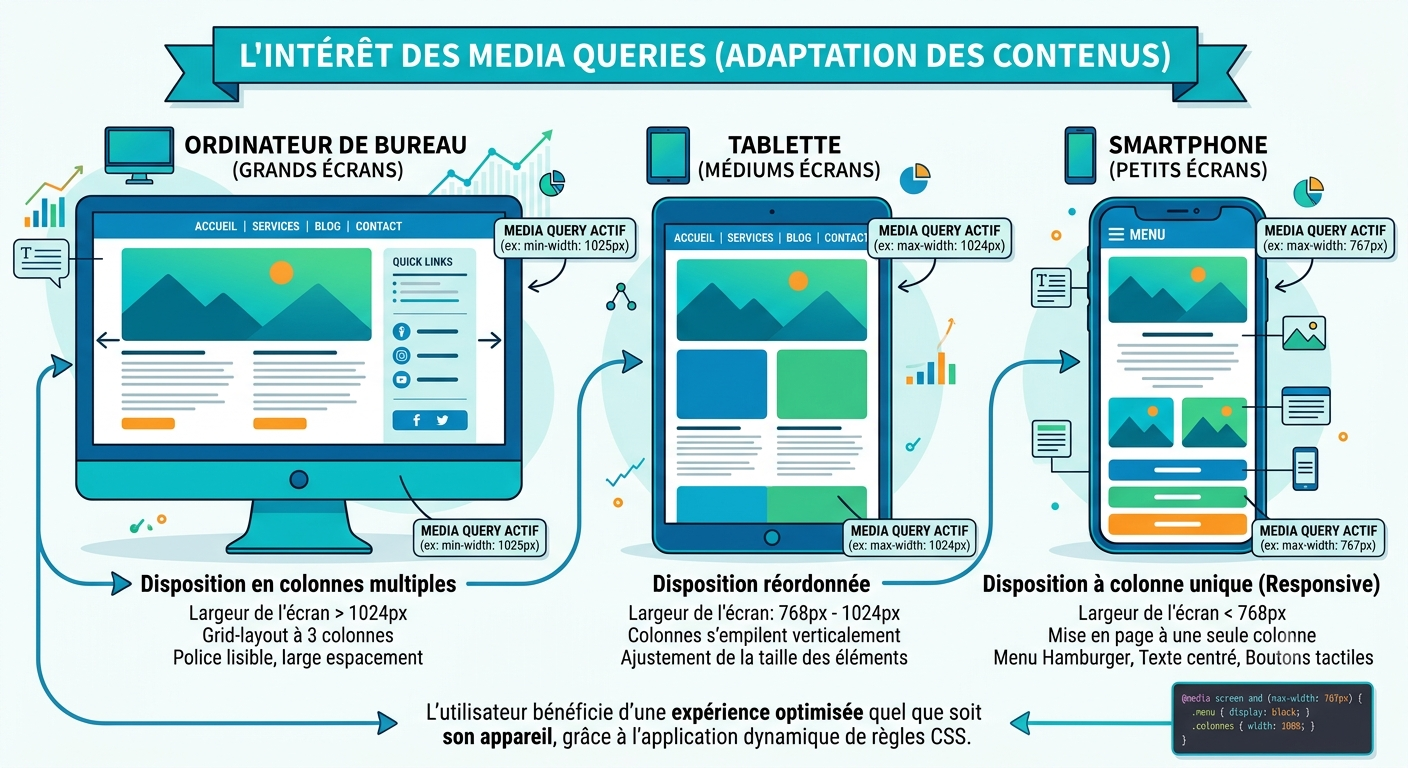 L'INTÉRÊT DES MEDIA QUERIES (ADAPTATION DES CONTENUS)
ORDINATEUR DE BUREAU
(GRANDS ÉCRANS)
ACCUEIL | SERVICES | BLOG | CONTACT
QUICK LINKS
MEDIA QUERY ACTIF
(ex: min-width: 1025px)
T
MEDIA QUERY ACTIF
(ex: min-width: 1025px)
Disposition en colonnes multiples
Largeur de l'écran > 1024px
Grid-layout à 3 colonnes
Police lisible, large espacement
TABLETTE
(MÉDIUMS ÉCRANS)
ACCUEIL | SERVICES | BLOG | CONTACT
MEDIA QUERY ACTIF
(ex: max-width: 1024px)
MEDIA QUERY ACTIF
(ex: max-width: 1024px)
Disposition réordonnée
Largeur de l'écran: 768px - 1024px
Colonnes s'empilent verticalement
Ajustement de la taille des éléments
SMARTPHONE
(PETITS ÉCRANS)
MENU
MEDIA QUERY ACTIF
(ex: max-width: 767px)
T
MEDIA QUERY ACTIF
(ex: max-width: 767px)
Disposition à colonne unique (Responsive)
Largeur de l'écran < 768px
Mise en page à une seule colonne
Menu Hamburger, Texte centré, Boutons tactiles
L'utilisateur bénéficie d'une expérience optimisée quel que soit
son appareil, grâce à l'application dynamique de règles CSS.
@media screen and (max-width: 767px) {
.menu { display: black; }
.colonnes { width: 100%; }
}